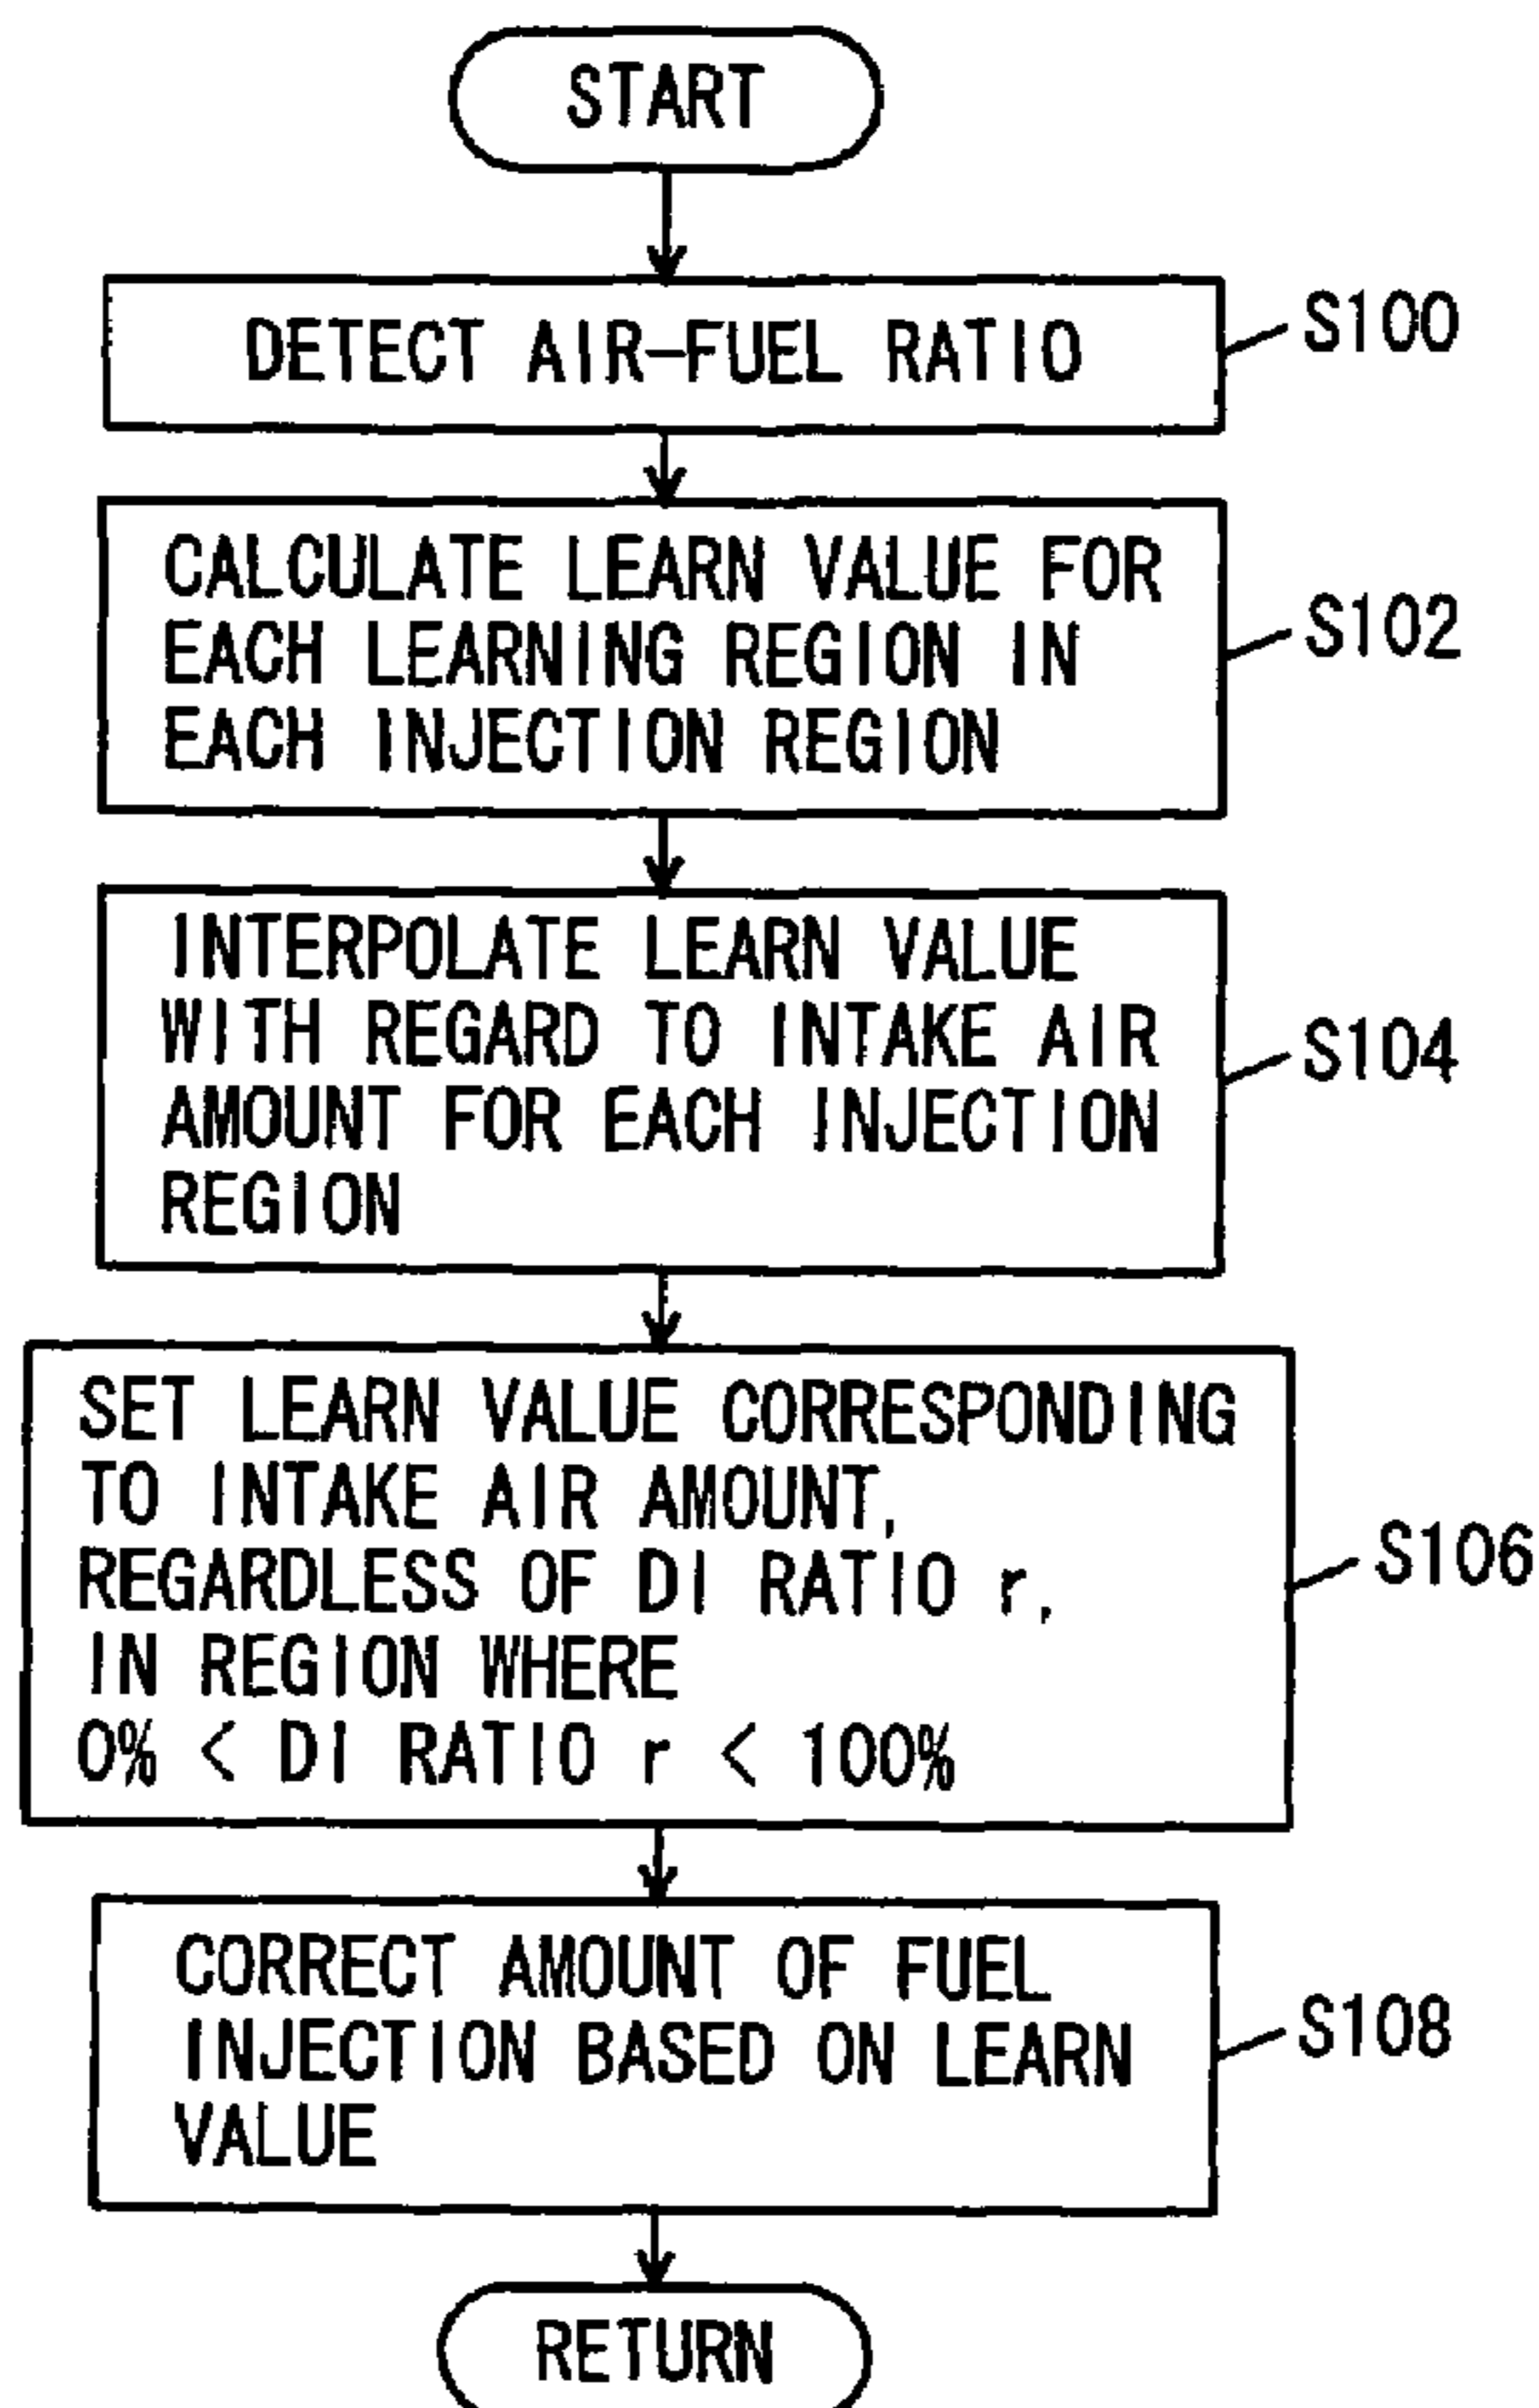 START
DETECT AIR-FUEL RATIO
S100
CALCULATE LEARN VALUE FOR
EACH LEARNING REGION IN
EACH INJECTION REGION
S102
INTERPOLATE LEARN VALUE
WITH REGARD TO INTAKE AIR
AMOUNT FOR EACH INJECTION
REGION
S104
SET LEARN VALUE CORRESPONDING
TO INTAKE AIR AMOUNT,
REGARDLESS OF DI RATIO r,
IN REGION WHERE
0% < DI RATIO r < 100%
S106
CORRECT AMOUNT OF FUEL
INJECTION BASED ON LEARN
VALUE
S108
RETURN